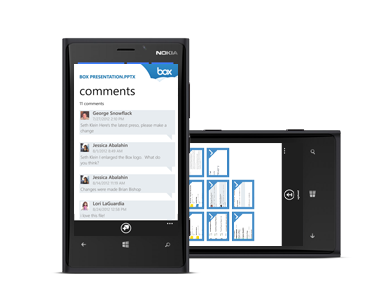 NOKIA
box
BOX PRESENTATION.PPTX
comments
11 comments
George Snowflack
Seth Klein Here's the latest press, please make a
change
Jessica Abalahin
Seth Klein I enlarged the Box logo. What do
you think?
Jessica Abalahin
Changes were made Brian Bishop
Lori LaGuardia
I love this file!